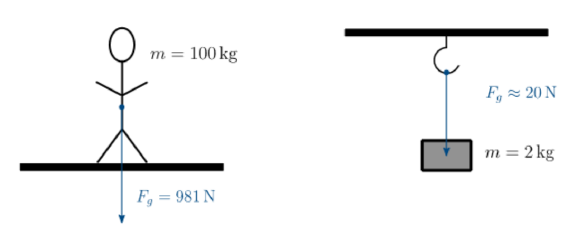 m = 100 kg
F_g = 981 N
F_g ≈ 20 N
m = 2 kg